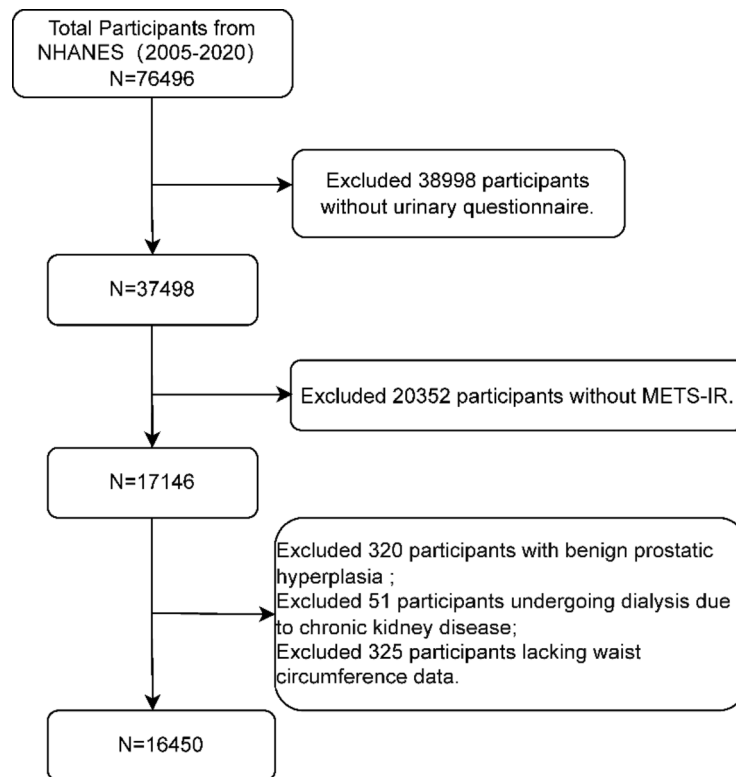 Total Participants from
NHANES（2005-2020）
N=76496
Excluded 38998 participants
without urinary questionnaire.
N=37498
Excluded 20352 participants without METS-IR.
N=17146
Excluded 320 participants with benign prostatic
hyperplasia ;
Excluded 51 participants undergoing dialysis due
to chronic kidney disease;
Excluded 325 participants lacking waist
circumference data.
N=16450